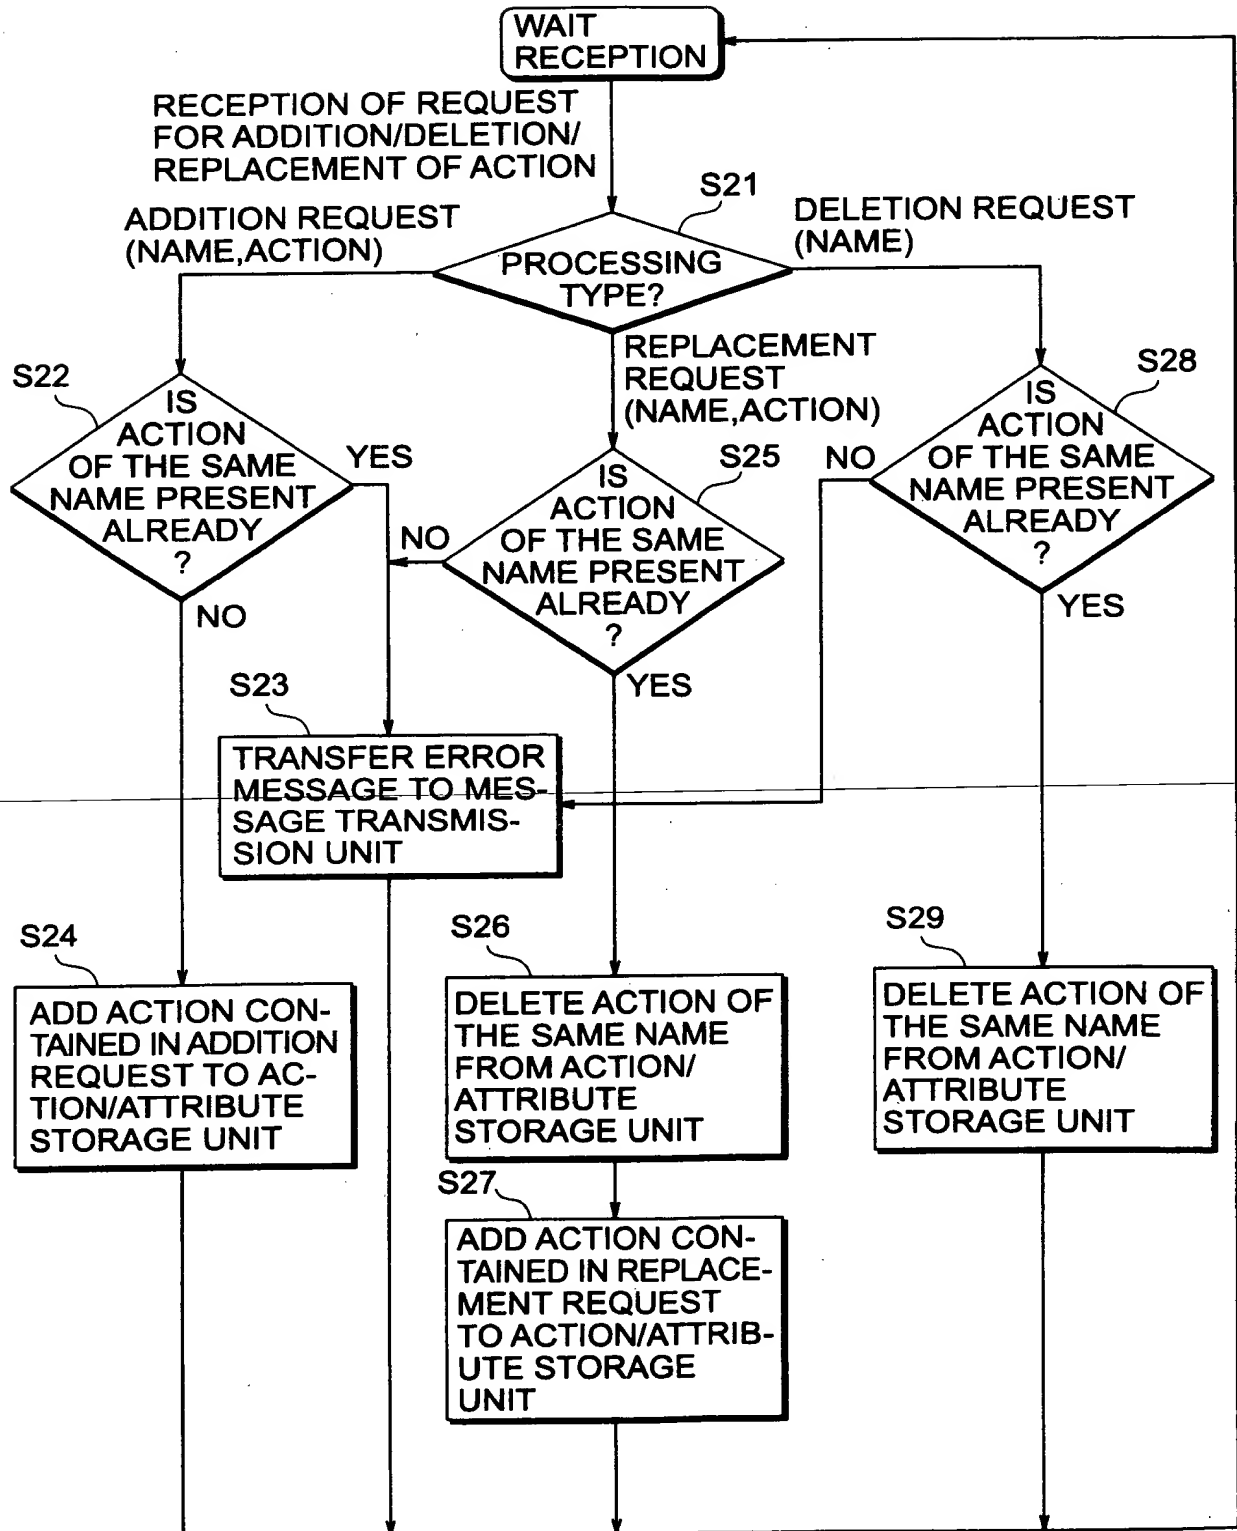 WAIT
RECEPTION
RECEPTION OF REQUEST
FOR ADDITION/DELETION/
REPLACEMENT OF ACTION
S21
ADDITION REQUEST
(NAME,ACTION)
DELETION REQUEST
(NAME)
PROCESSING
TYPE?
REPLACEMENT
REQUEST
(NAME,ACTION)
S22
IS
ACTION
OF THE SAME
NAME PRESENT
ALREADY
?
YES
NO
S25
IS
ACTION
OF THE SAME
NAME PRESENT
ALREADY
?
NO
YES
S28
IS
ACTION
OF THE SAME
NAME PRESENT
ALREADY
?
NO
YES
S23
TRANSFER ERROR
MESSAGE TO MES-
SAGE TRANSMIS-
SION UNIT
S24
ADD ACTION CON-
TAINED IN ADDITION
REQUEST TO AC-
TION/ATTRIBUTE
STORAGE UNIT
S26
DELETE ACTION OF
THE SAME NAME
FROM ACTION/
ATTRIBUTE
STORAGE UNIT
S29
DELETE ACTION OF
THE SAME NAME
FROM ACTION/
ATTRIBUTE
STORAGE UNIT
S27
ADD ACTION CON-
TAINED IN REPLACE-
MENT REQUEST
TO ACTION/ATTRIB-
UTE STORAGE
UNIT